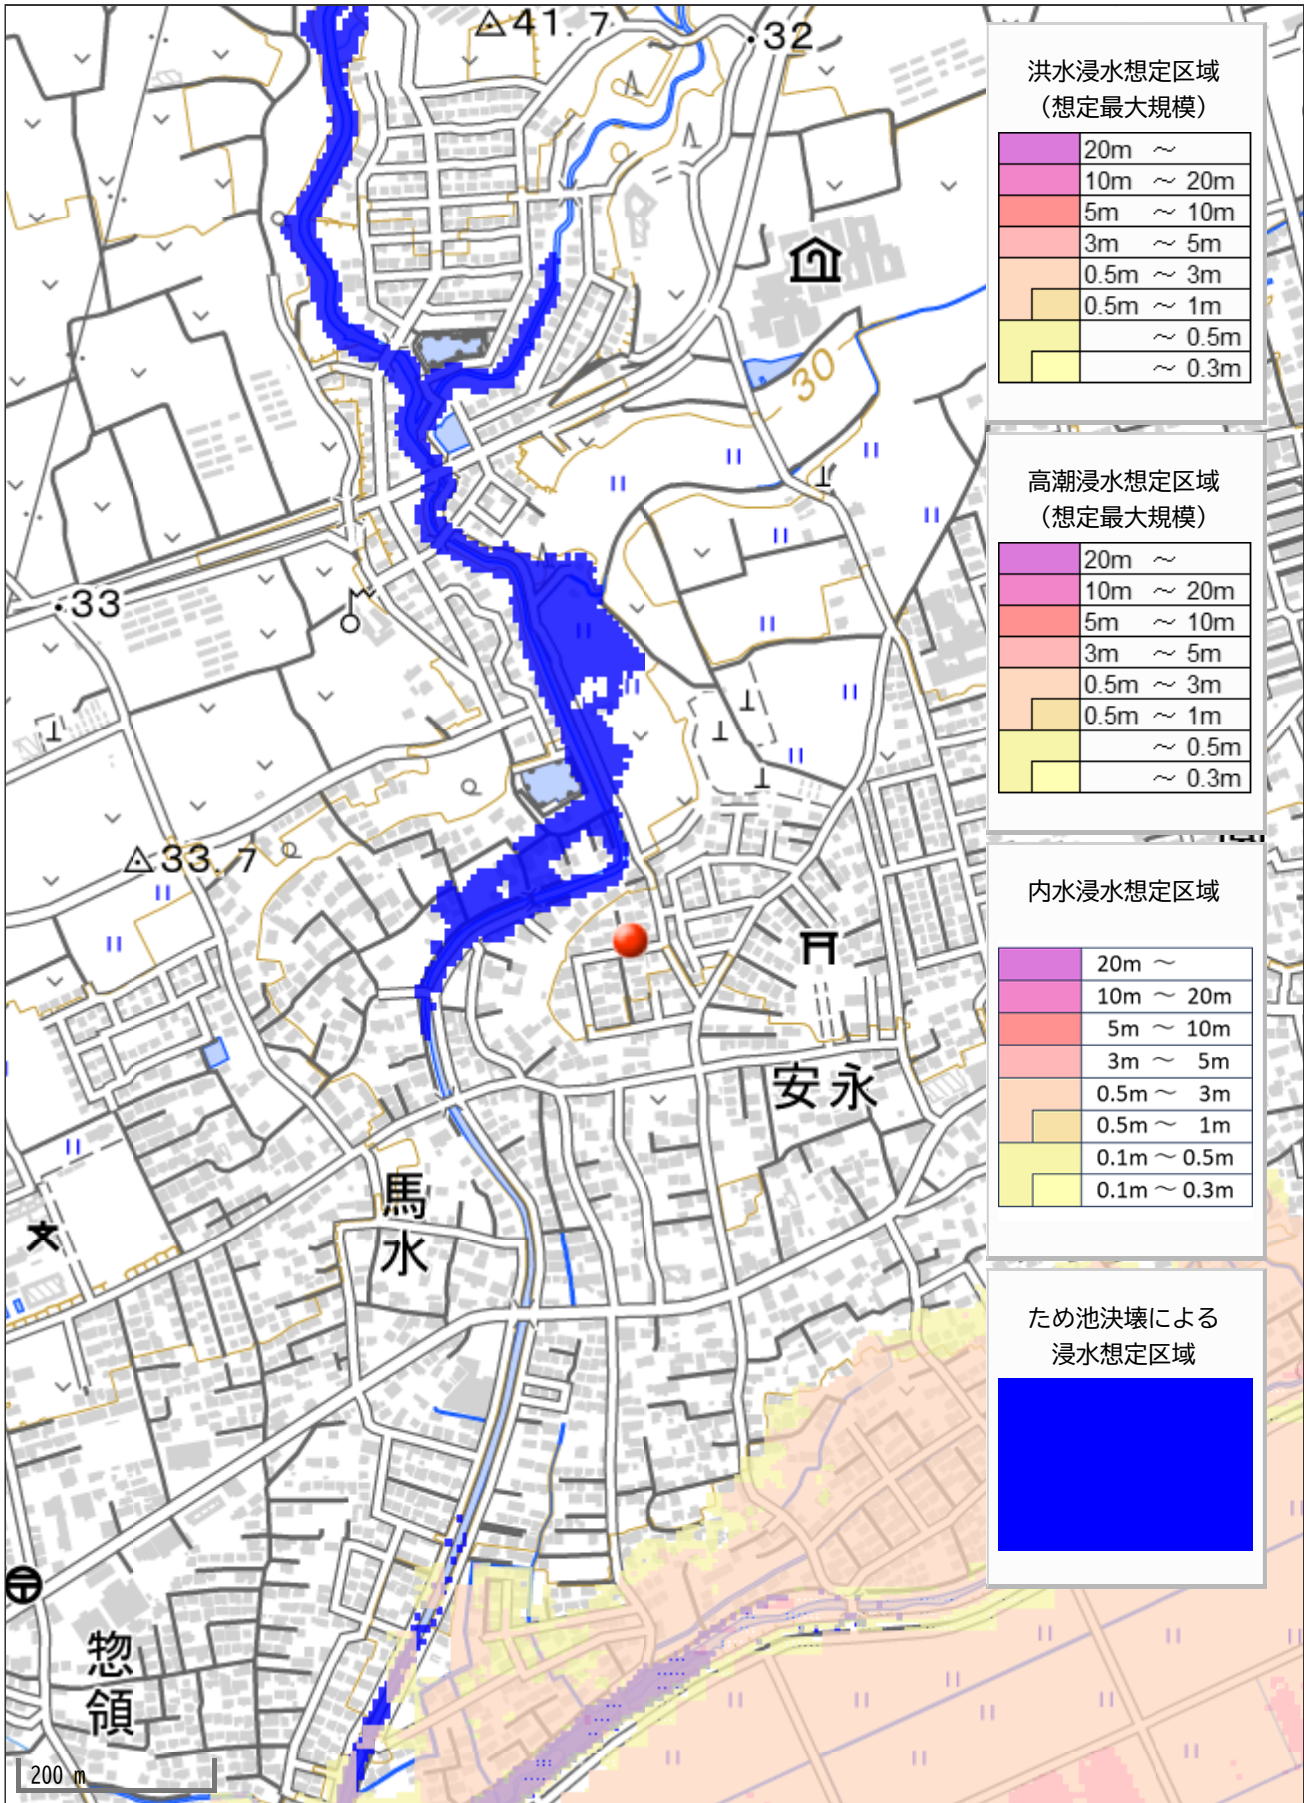 41.7
32
30
33
33.7
安永
馬
水
惣
領
200 m
洪水浸水想定区域
（想定最大規模）
20m ～
10m ～ 20m
5m ～ 10m
3m ～ 5m
0.5m ～ 3m
0.5m ～ 1m
～ 0.5m
～ 0.3m
高潮浸水想定区域
（想定最大規模）
20m ～
10m ～ 20m
5m ～ 10m
3m ～ 5m
0.5m ～ 3m
0.5m ～ 1m
～ 0.5m
～ 0.3m
内水浸水想定区域
20m ～
10m ～ 20m
5m ～ 10m
3m ～ 5m
0.5m ～ 3m
0.5m ～ 1m
0.1m ～ 0.5m
0.1m ～ 0.3m
ため池決壊による
浸水想定区域